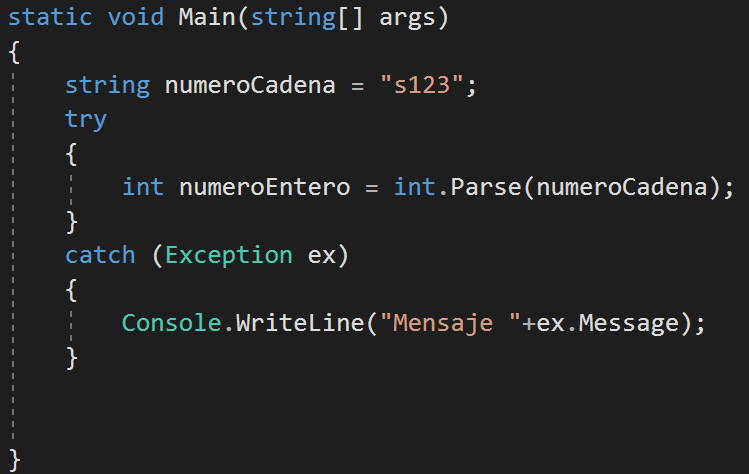 static void Main(string[] args)
{
string numeroCadena = "s123";
try
{
int numeroEntero = int.Parse(numeroCadena);
}
catch (Exception ex)
{
Console.WriteLine("Mensaje "+ex.Message);
}
}